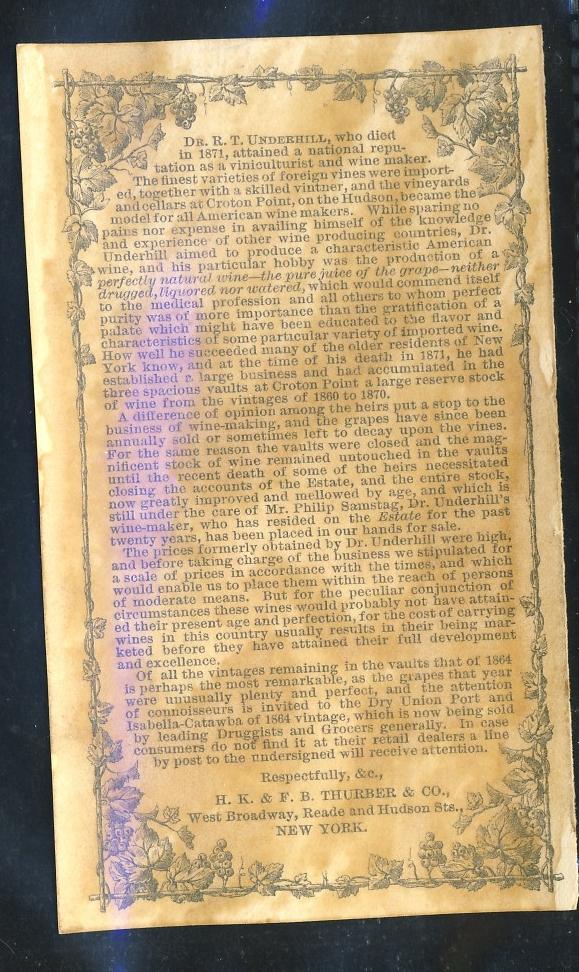 DR. R. T. UNDERHILL, who died
in 1871, attained a national repu-
tation as a viniculturist and wine maker.
The finest varieties of foreign vines were import-
ed, together with a skilled vintner, and the vineyards
and cellars at Croton Point, on the Hudson, became the
model for all American wine makers. While sparing no
pains nor expense in availing himself of the knowledge
and experience of other wine producing countries, Dr.
Underhill aimed to produce a characteristic American
wine, and his particular hobby was the production of a
perfectly natural wine—the pure juice of the grape—neither
drugged, liquored nor watered, which would commend itself
to the medical profession and all others to whom perfect
purity was of more importance than the gratification of a
palate which might have been educated to the flavor and
characteristics of some particular variety of imported wine.
How well he succeeded many of the older residents of New
York know, and at the time of his death in 1871, he had
established a large business and had accumulated in the
three spacious vaults at Croton Point a large reserve stock
of wine from the vintages of 1860 to 1870.
A difference of opinion among the heirs put a stop to the
business of wine-making, and the grapes have since been
annually sold or sometimes left to decay upon the vines.
For the same reason the vaults were closed and the mag-
nificent stock of wine remained untouched in the vaults
until the recent death of some of the heirs necessitated
closing the accounts of the Estate, and the entire stock,
now greatly improved and mellowed by age, and which is
still under the care of Mr. Philip Samstag, Dr. Underhill's
wine-maker, who has resided on the Estate for the past
twenty years, has been placed in our hands for sale.
The prices formerly obtained by Dr. Underhill were high,
and before taking charge of the business we stipulated for
a scale of prices in accordance with the times, and which
would enable us to place them within the reach of persons
of moderate means. But for the peculiar conjunction of
circumstances these wines would probably not have attain-
ed their present age and perfection, for the cost of carrying
wines in this country usually results in their being mar-
keted before they have attained their full development
and excellence.
Of all the vintages remaining in the vaults that of 1864
is perhaps the most remarkable, as the grapes that year
were unusually plenty and perfect, and the attention
of connoisseurs is invited to the Dry Union Port and
Isabella-Catawba of 1864 vintage, which is now being sold
by leading Druggists and Grocers generally. In case
consumers do not find it at their retail dealers a line
by post to the undersigned will receive attention.
Respectfully, &c.,
H. K. & F. B. THURBER & CO.,
West Broadway, Reade and Hudson Sts.,
NEW YORK.